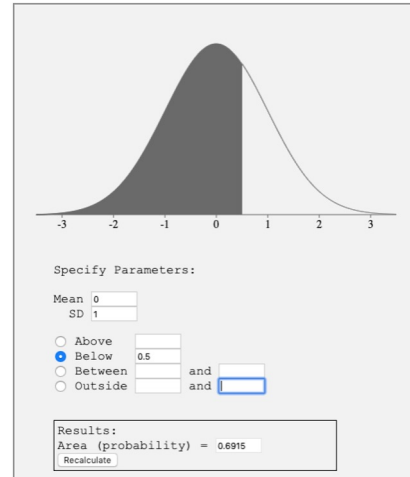 -3 -2 -1 0 1 2 3
Specify Parameters:
Mean 0
SD 1
Above
Below 0.5
Between and
Outside and
Results:
Area (probability) = 0.6915
Recalculate